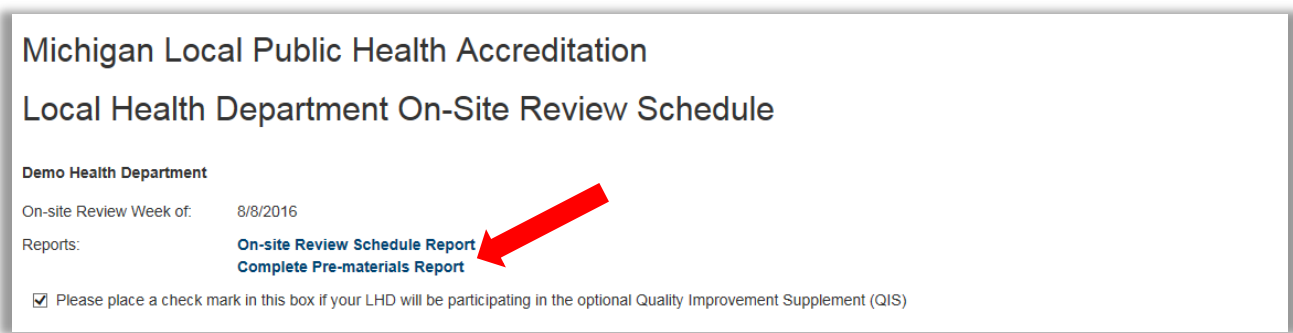 Michigan Local Public Health Accreditation
Local Health Department On-Site Review Schedule
Demo Health Department
On-site Review Week of: 8/8/2016
Reports: On-site Review Schedule Report
Complete Pre-materials Report
Please place a check mark in this box if your LHD will be participating in the optional Quality Improvement Supplement (QIS)